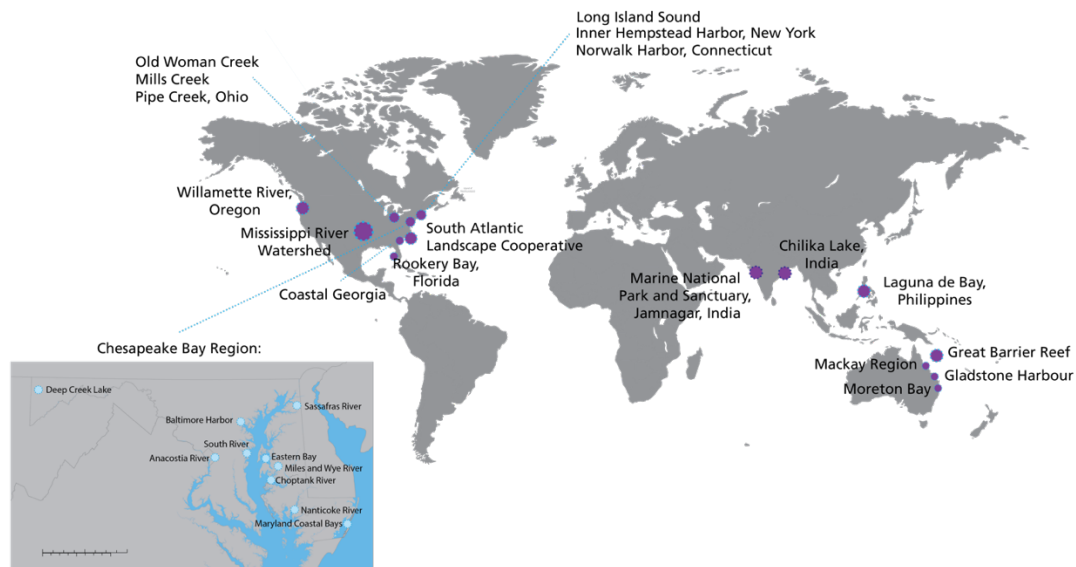 Long Island Sound
Inner Hempstead Harbor, New York
Norwalk Harbor, Connecticut
Old Woman Creek
Mills Creek
Pipe Creek, Ohio
Willamette River,
Oregon
Mississippi River
Watershed
South Atlantic
Landscape Cooperative
Rookery Bay,
Florida
Coastal Georgia
Chilika Lake,
India
Marine National
Park and Sanctuary,
Jamnagar, India
Laguna de Bay,
Philippines
Great Barrier Reef
Mackay Region
Gladstone Harbour
Moreton Bay
Chesapeake Bay Region:
Deep Creek Lake
Sassafras River
Baltimore Harbor
South River
Anacostia River
Eastern Bay
Miles and Wye River
Choptank River
Nanticoke River
Maryland Coastal Bays